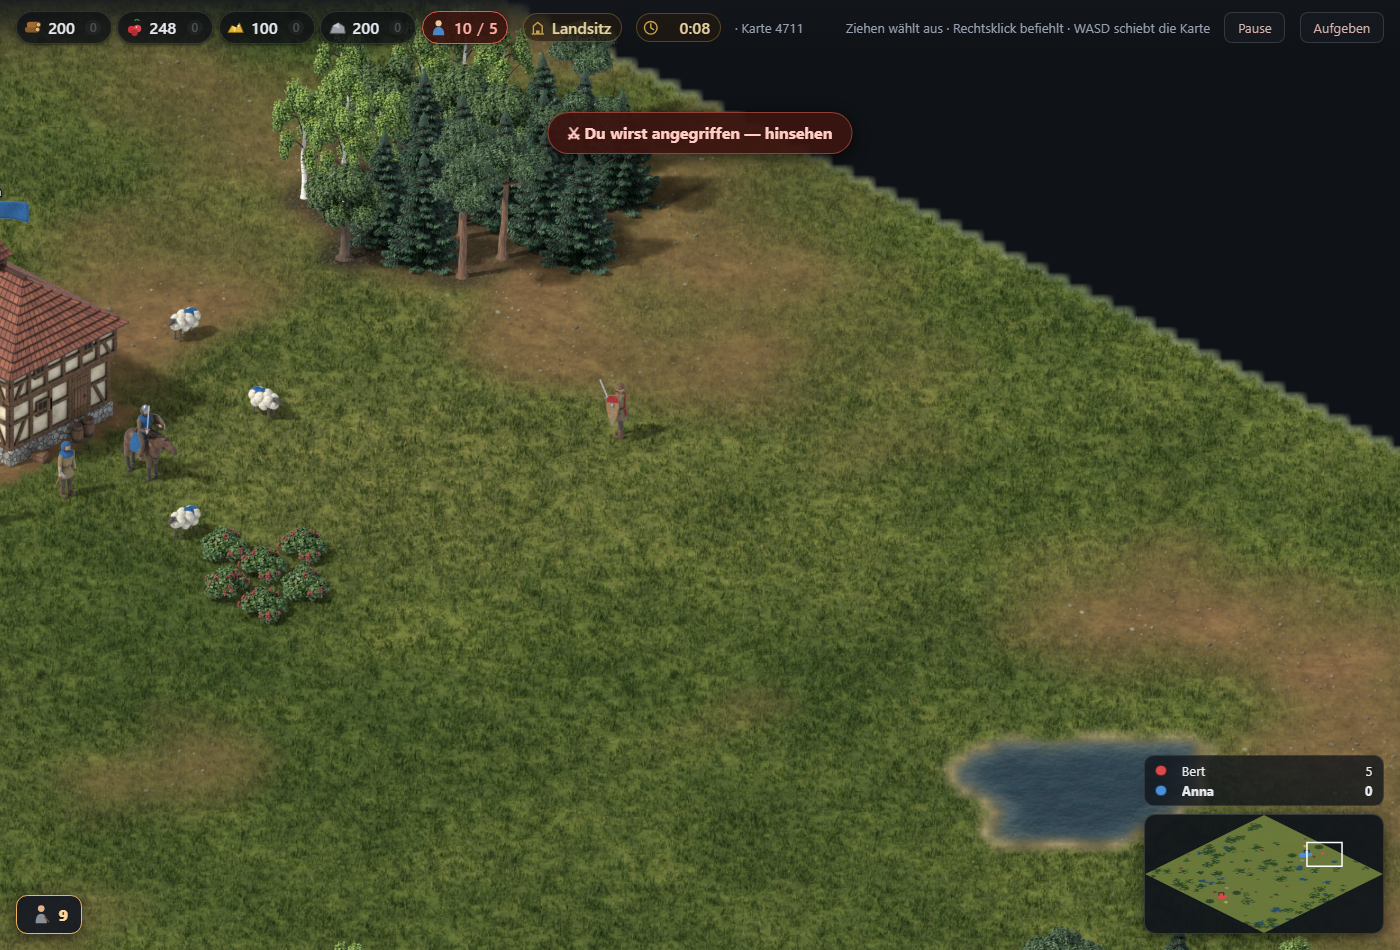 200 0 248 0 100 0 200 0 10 / 5 Landsitz 0:08 · Karte 4711 Ziehen wählt aus · Rechtsklick befiehlt · WASD schiebt die Karte Pause Aufgeben
⚔ Du wirst angegriffen — hinsehen
Bert 5
Anna 0
9